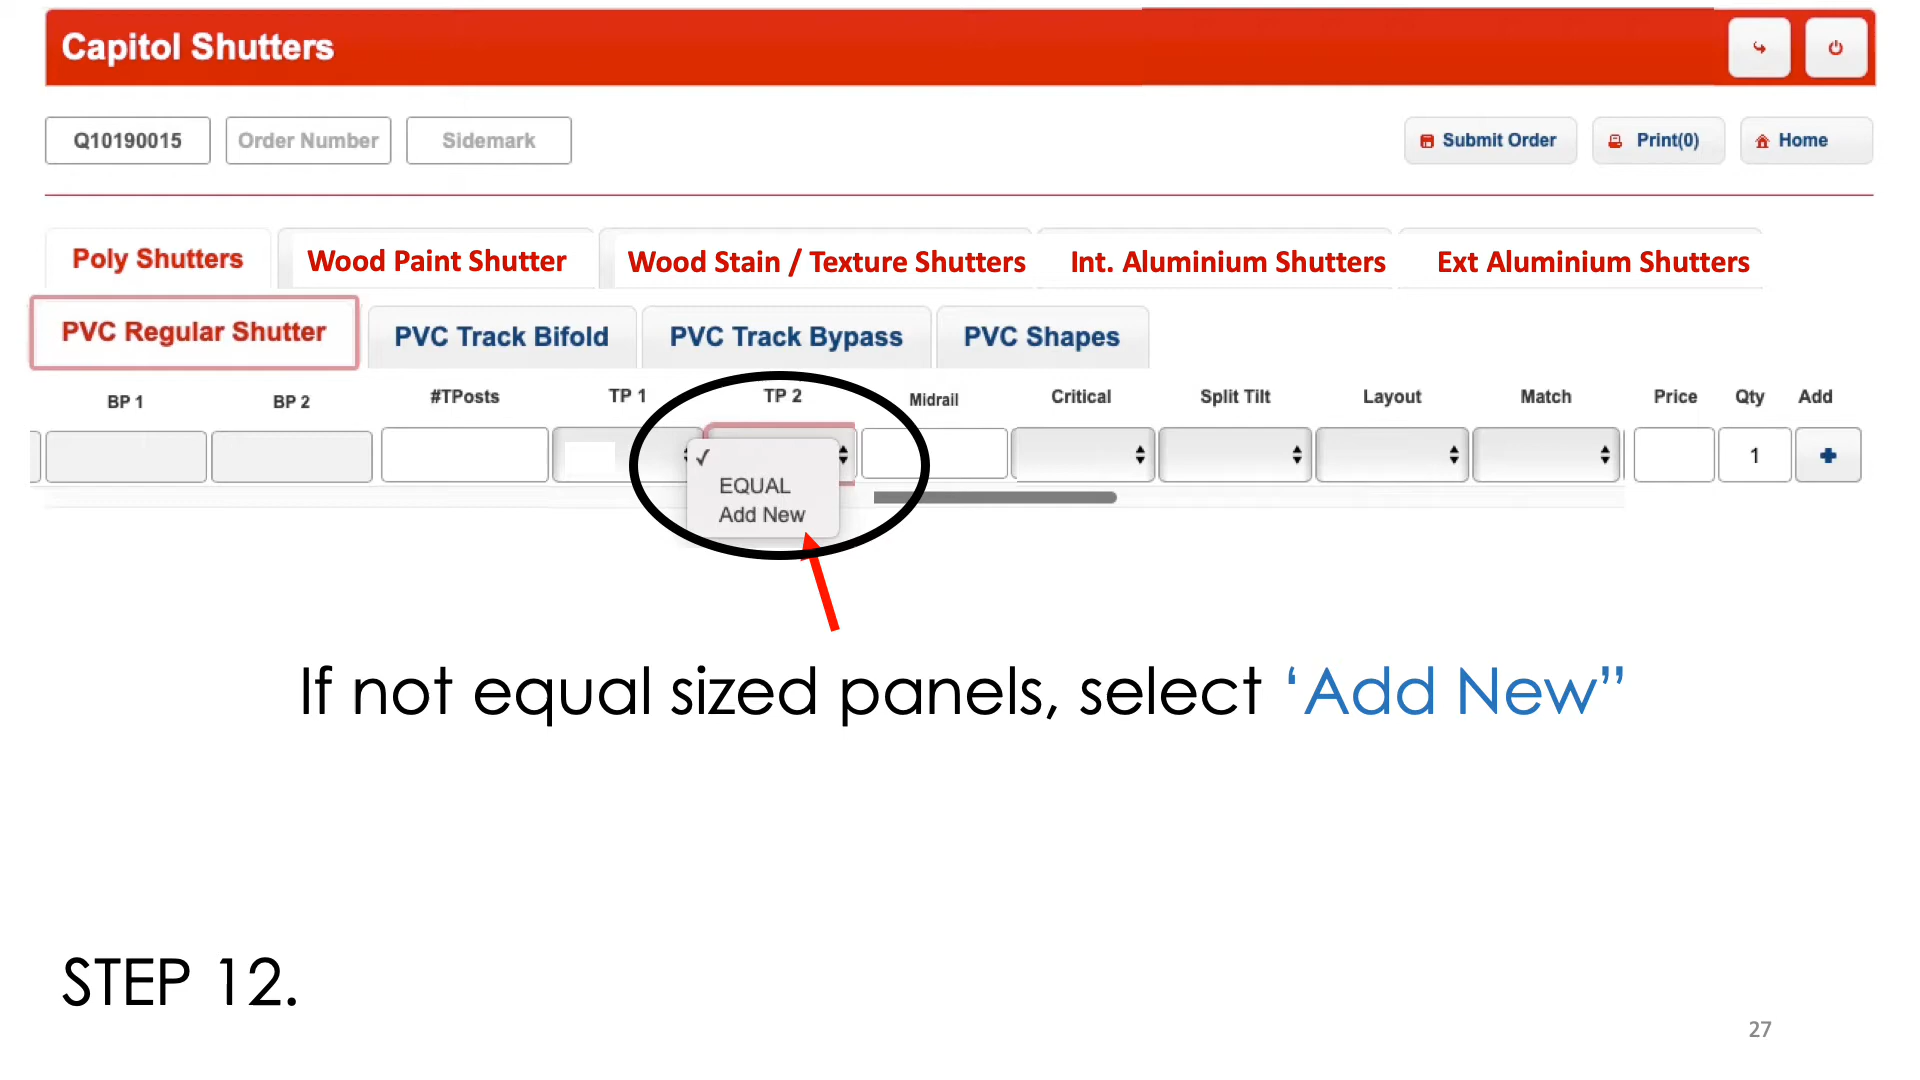 Capitol Shutters
Q10190015 Order Number Sidemark Submit Order Print(0) Home
Poly Shutters Wood Paint Shutter Wood Stain / Texture Shutters Int. Aluminium Shutters Ext Aluminium Shutters
PVC Regular Shutter PVC Track Bifold PVC Track Bypass PVC Shapes
BP 1 BP 2 #TPosts TP 1 TP 2 Midrail Critical Split Tilt Layout Match Price Qty Add
✓ 1
EQUAL
Add New
If not equal sized panels, select ‘Add New”
STEP 12.
27